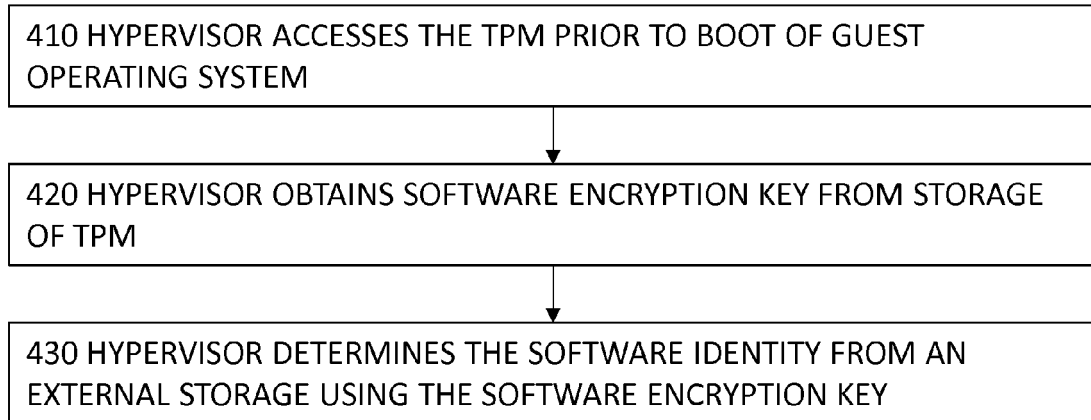 410 HYPERVISOR ACCESSES THE TPM PRIOR TO BOOT OF GUEST
OPERATING SYSTEM
420 HYPERVISOR OBTAINS SOFTWARE ENCRYPTION KEY FROM STORAGE
OF TPM
430 HYPERVISOR DETERMINES THE SOFTWARE IDENTITY FROM AN
EXTERNAL STORAGE USING THE SOFTWARE ENCRYPTION KEY